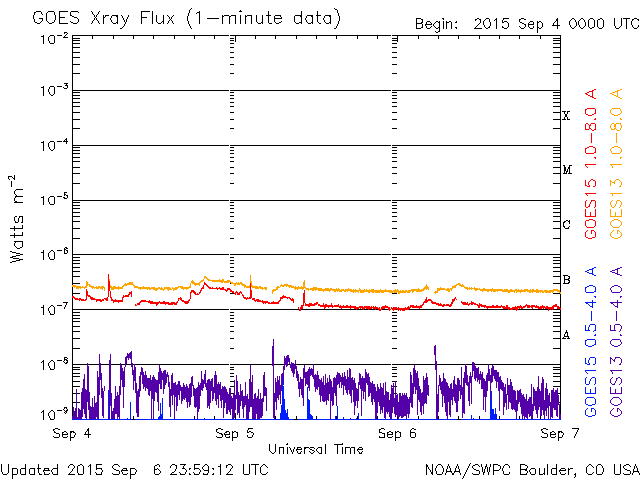 GOES Xray Flux (1-minute data)
Begin: 2015 Sep 4 0000 UTC
10⁻²
10⁻³
10⁻⁴
10⁻⁵
10⁻⁶
10⁻⁷
10⁻⁸
10⁻⁹
Watts m⁻²
X
M
C
B
A
GOES15 1.0-8.0 A
GOES13 1.0-8.0 A
GOES15 0.5-4.0 A
GOES13 0.5-4.0 A
Sep 4 Sep 5 Sep 6 Sep 7
Universal Time
Updated 2015 Sep 6 23:59:12 UTC
NOAA/SWPC Boulder, CO USA